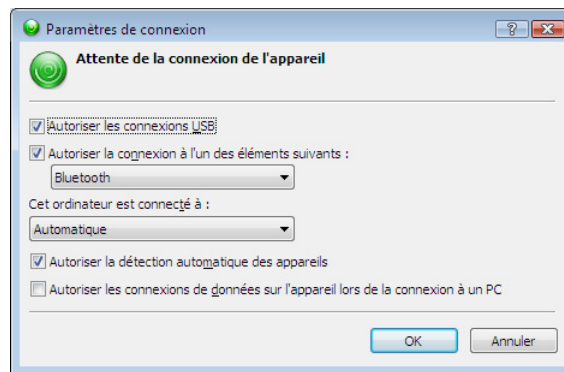 Paramètres de connexion
Attente de la connexion de l'appareil
Autoriser les connexions USB
Autoriser la connexion à l'un des éléments suivants :
Bluetooth
Cet ordinateur est connecté à :
Automatique
Autoriser la détection automatique des appareils
Autoriser les connexions de données sur l'appareil lors de la connexion à un PC
OK Annuler